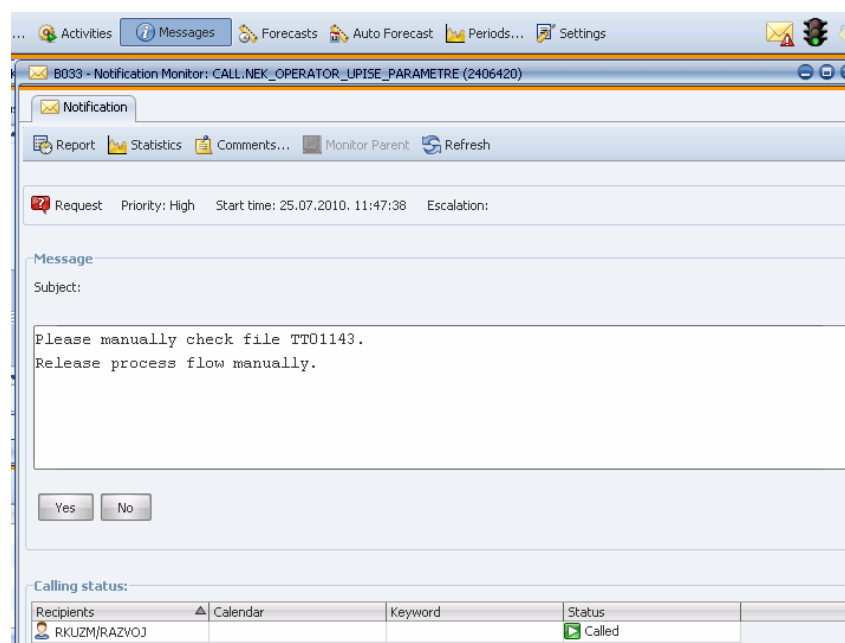 ... Activities Messages Forecasts Auto Forecast Periods... Settings
B033 - Notification Monitor: CALL.NEK_OPERATOR_UPISE_PARAMETRE (2406420)
Notification
Report Statistics Comments... Monitor Parent Refresh
Request Priority: High Start time: 25.07.2010. 11:47:38 Escalation:
Message
Subject:
Please manually check file TT01143.
Release process flow manually.
Yes No
Calling status:
Recipients Calendar Keyword Status
RKUZM/RAZVOJ Called